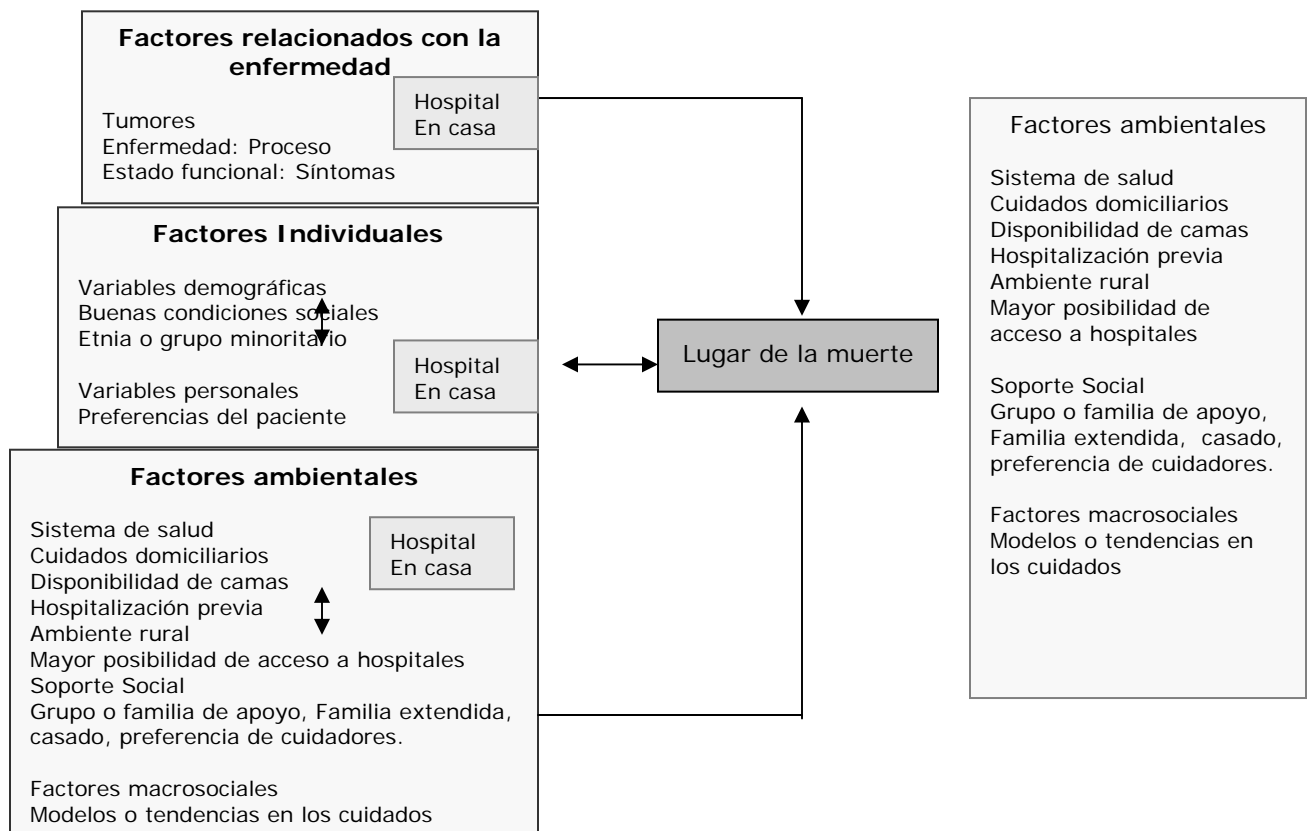 Factores relacionados con la
enfermedad
Hospital
En casa
Tumores
Enfermedad: Proceso
Estado funcional: Síntomas
Factores Individuales
Variables demográficas
Buenas condiciones sociales
Etnia o grupo minoritario
Hospital
En casa
Variables personales
Preferencias del paciente
Factores ambientales
Sistema de salud
Cuidados domiciliarios
Disponibilidad de camas
Hospitalización previa
Ambiente rural
Mayor posibilidad de acceso a hospitales
Soporte Social
Grupo o familia de apoyo, Familia extendida,
casado, preferencia de cuidadores.
Factores macrosociales
Modelos o tendencias en los cuidados
Hospital
En casa
Lugar de la muerte
Factores ambientales
Sistema de salud
Cuidados domiciliarios
Disponibilidad de camas
Hospitalización previa
Ambiente rural
Mayor posibilidad de
acceso a hospitales
Soporte Social
Grupo o familia de apoyo,
Familia extendida, casado,
preferencia de cuidadores.
Factores macrosociales
Modelos o tendencias en
los cuidados